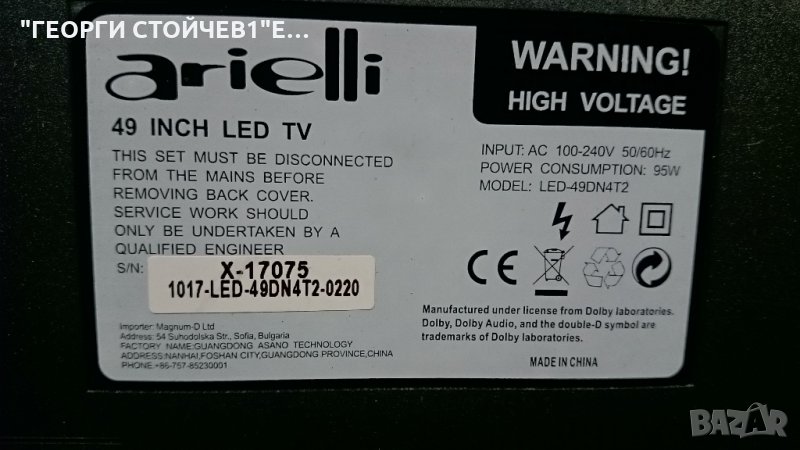 "ГЕОРГИ СТОЙЧЕВ1"Е...
arielli
WARNING!
HIGH VOLTAGE
49 INCH LED TV
THIS SET MUST BE DISCONNECTED
FROM THE MAINS BEFORE
REMOVING BACK COVER.
SERVICE WORK SHOULD
ONLY BE UNDERTAKEN BY A
QUALIFIED ENGINEER
S/N:
X-17075
1017-LED-49DN4T2-0220
Importer: Magnum-D Ltd
Address: 54 Suhodolska Str., Sofia, Bulgaria
FACTORY NAME:GUANGDONG ASANO TECHNOLOGY
ADDRESS:NANHAI,FOSHAN CITY,GUANGDONG PROVINCE,CHINA
PHONE:+86-757-85230001
INPUT: AC 100-240V 50/60Hz
POWER CONSUMPTION: 95W
MODEL: LED-49DN4T2
CE
Manufactured under license from Dolby laboratories.
Dolby, Dolby Audio, and the double-D symbol are
trademarks of Dolby laboratories.
MADE IN CHINA
BAZAR